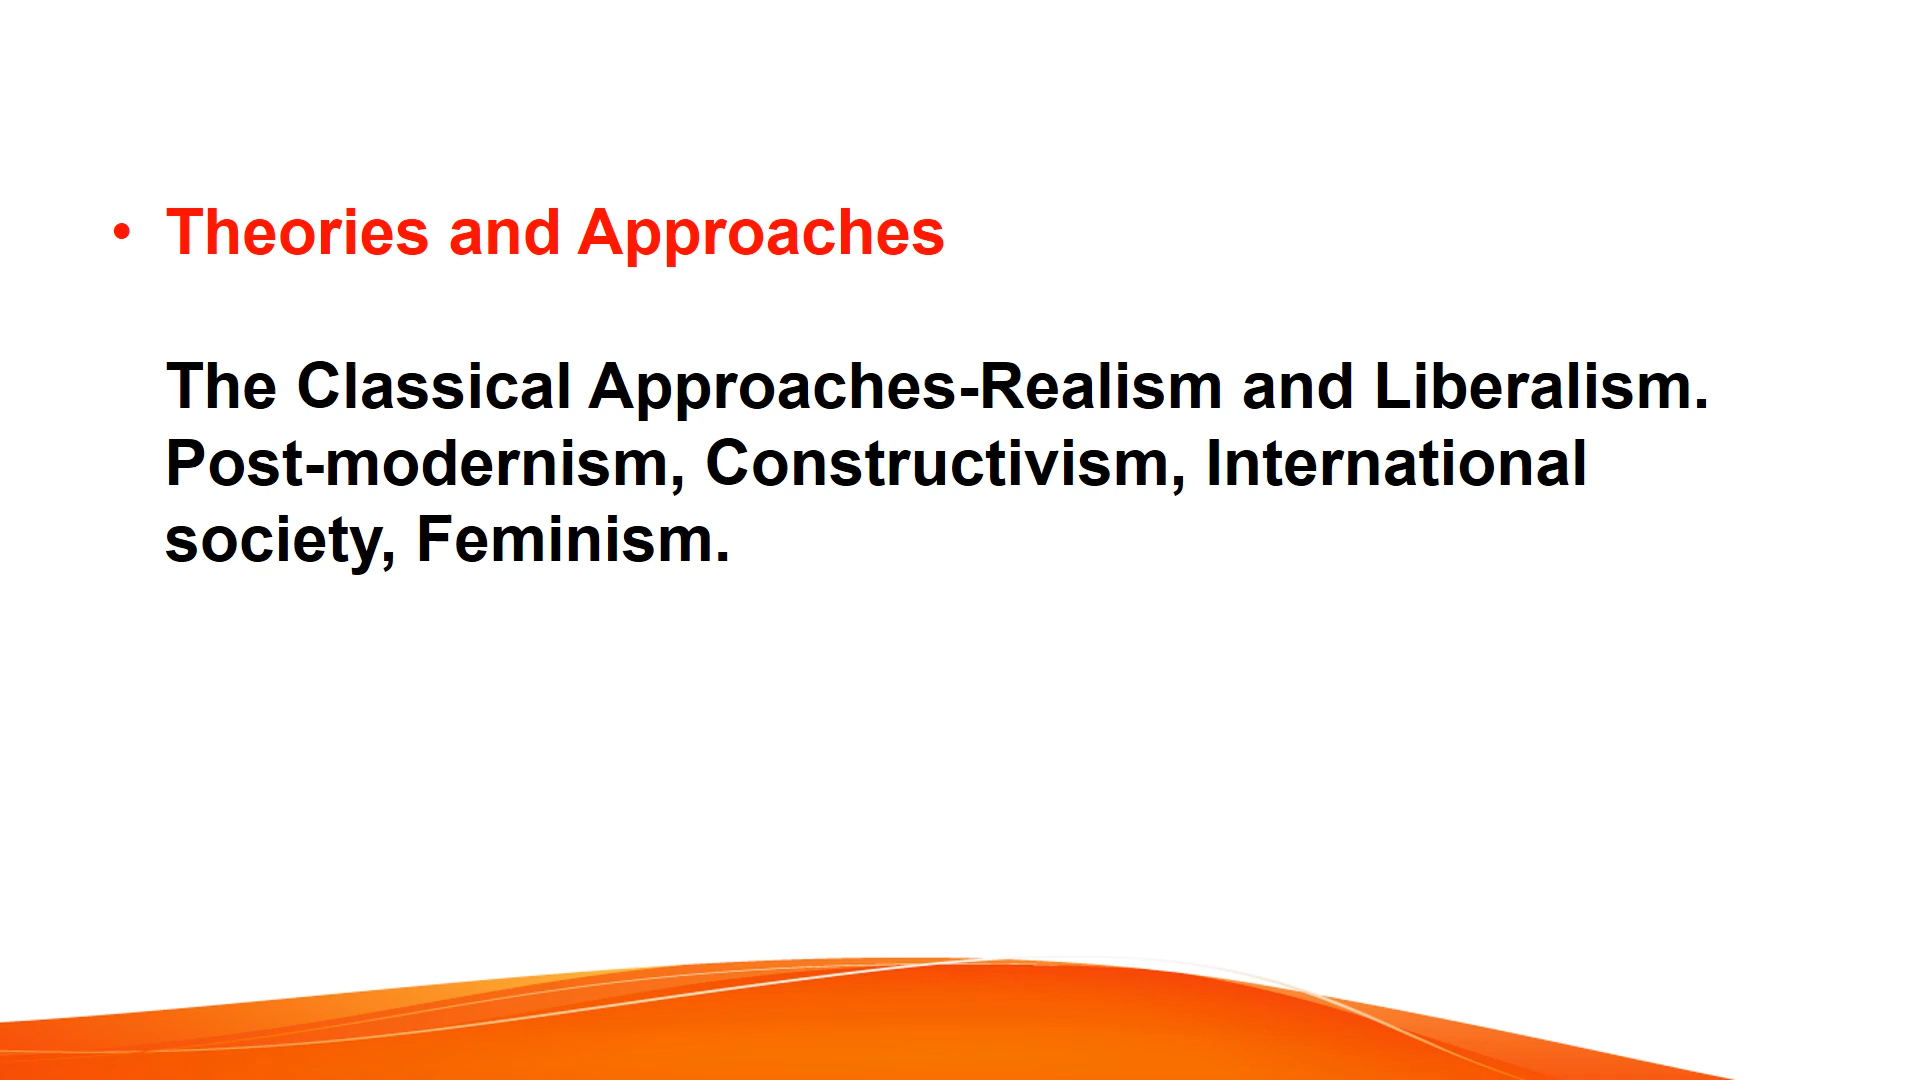 • Theories and Approaches
The Classical Approaches-Realism and Liberalism.
Post-modernism, Constructivism, International
society, Feminism.